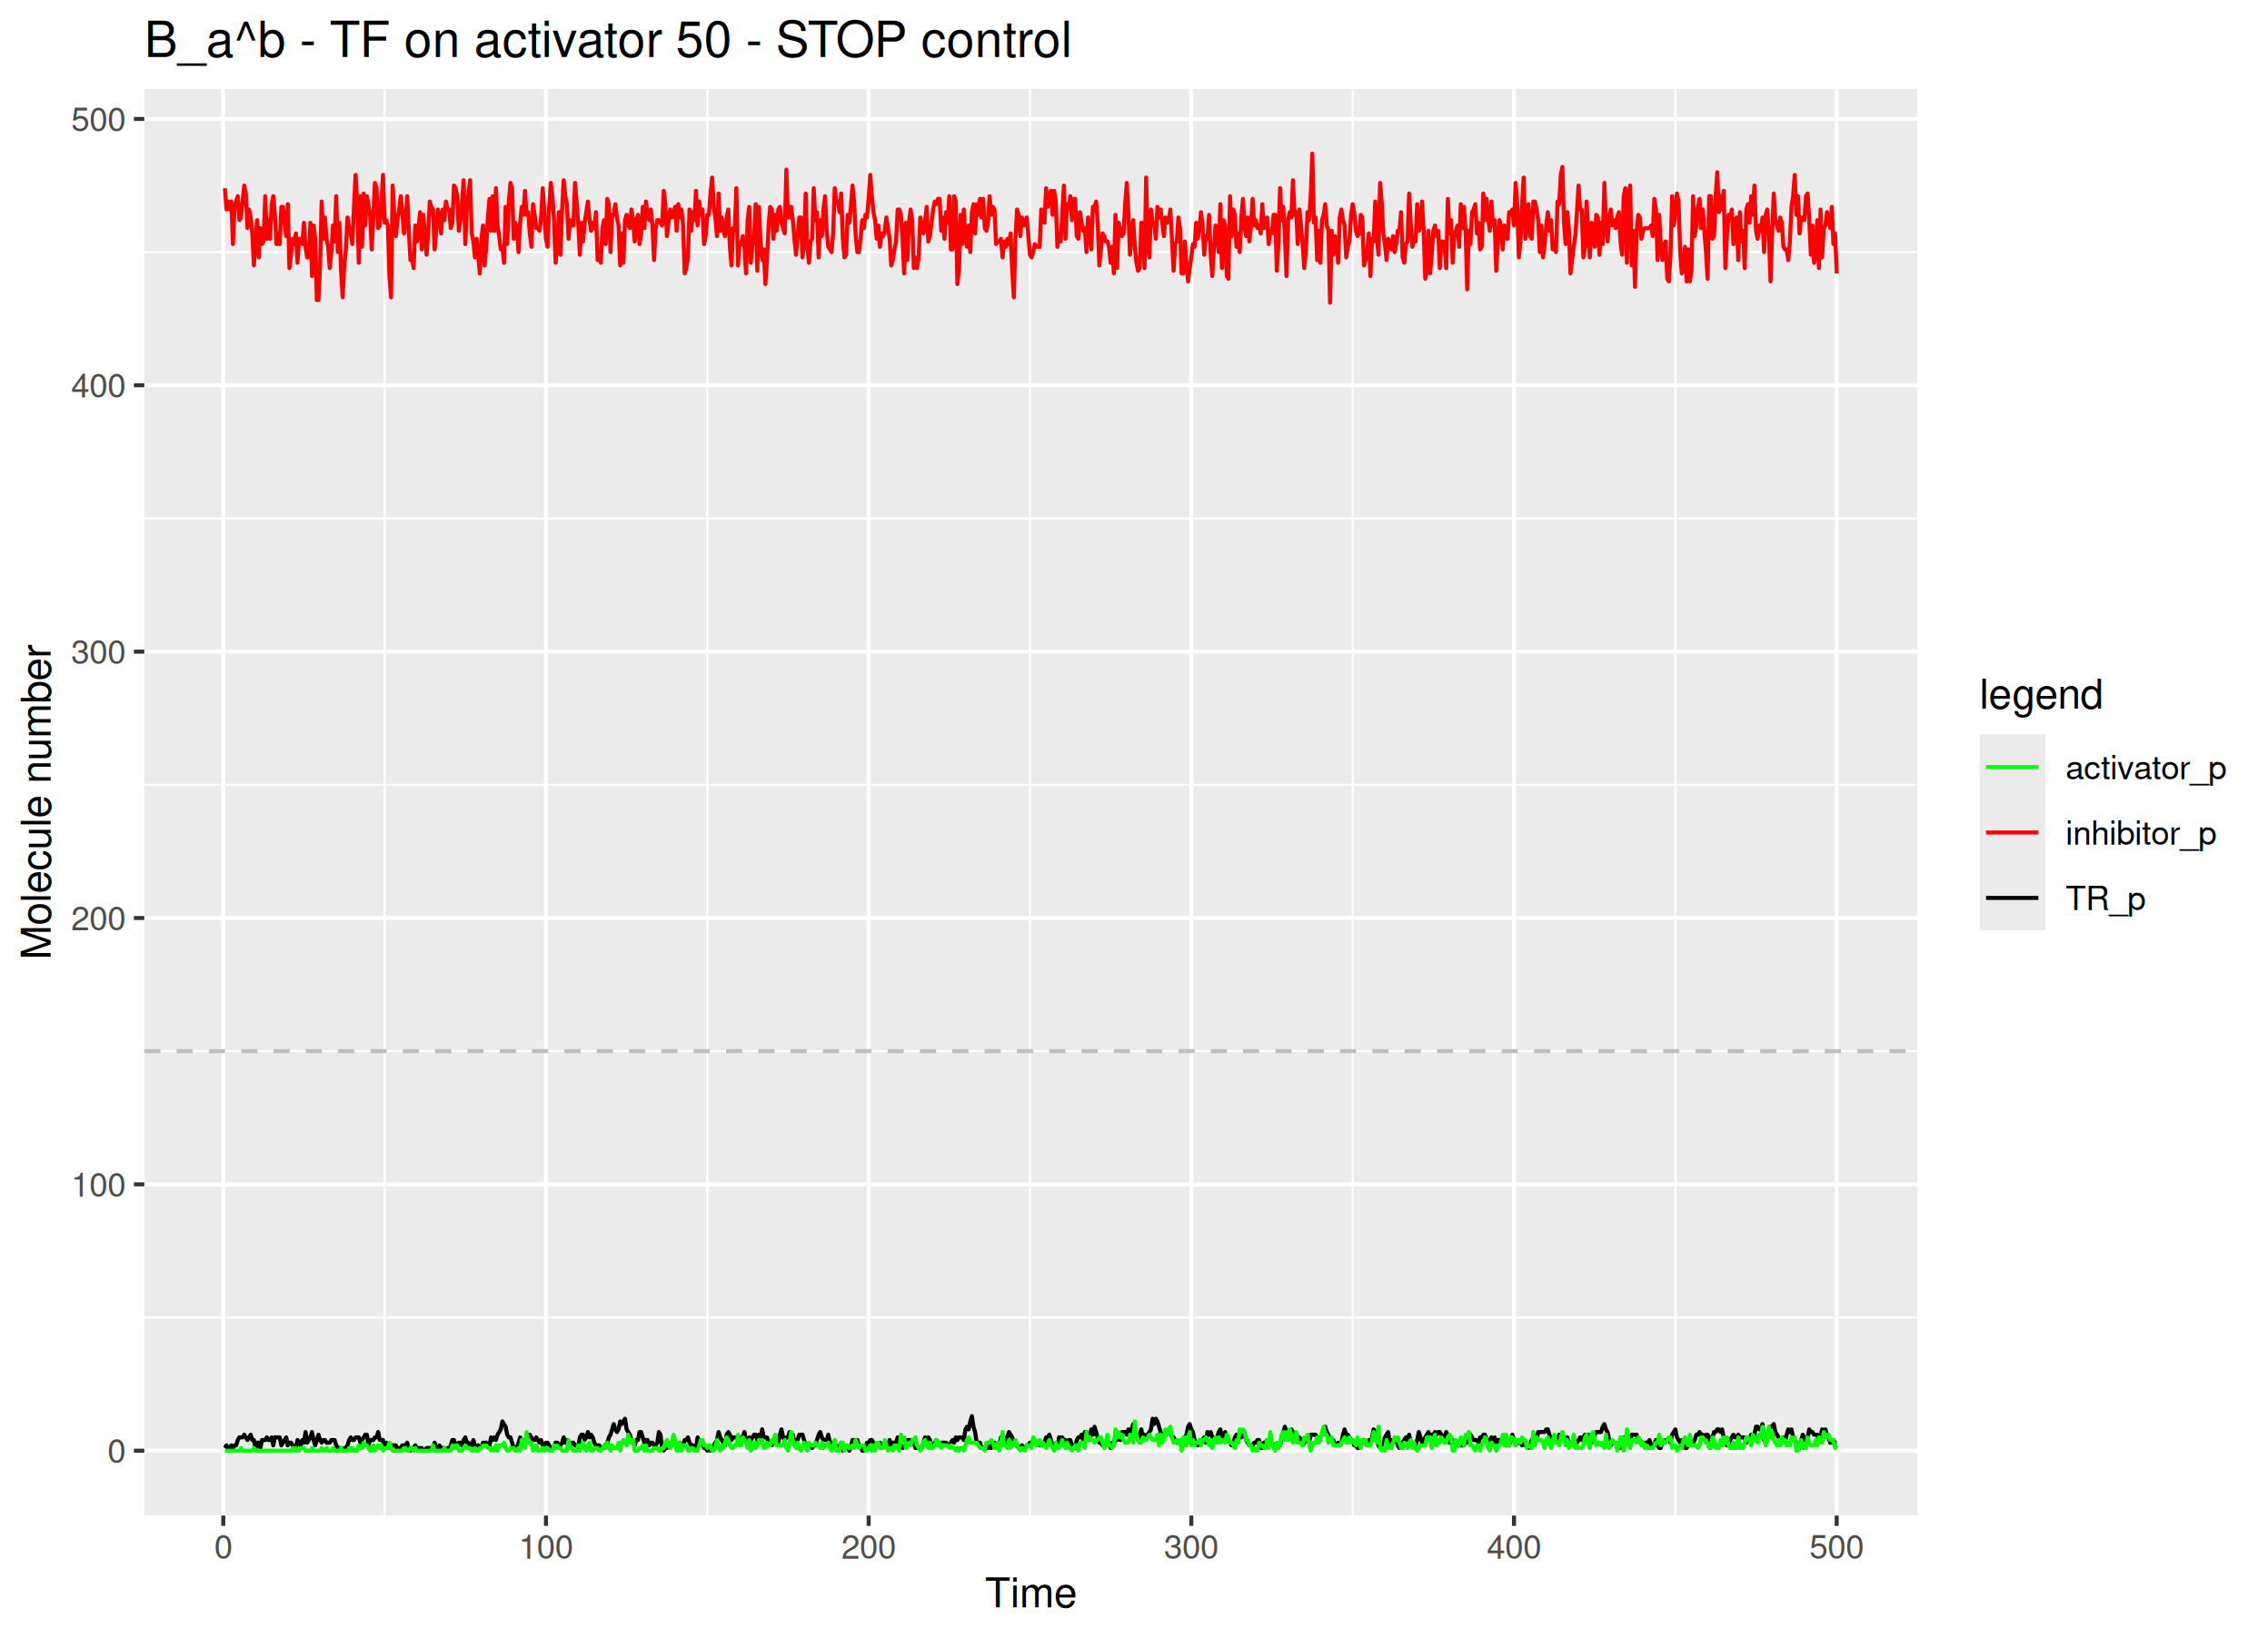 B_a^b - TF on activator 50 - STOP control
500
400
300
200
100
0
Molecule number
0 100 200 300 400 500
Time
legend
activator_p
inhibitor_p
TR_p